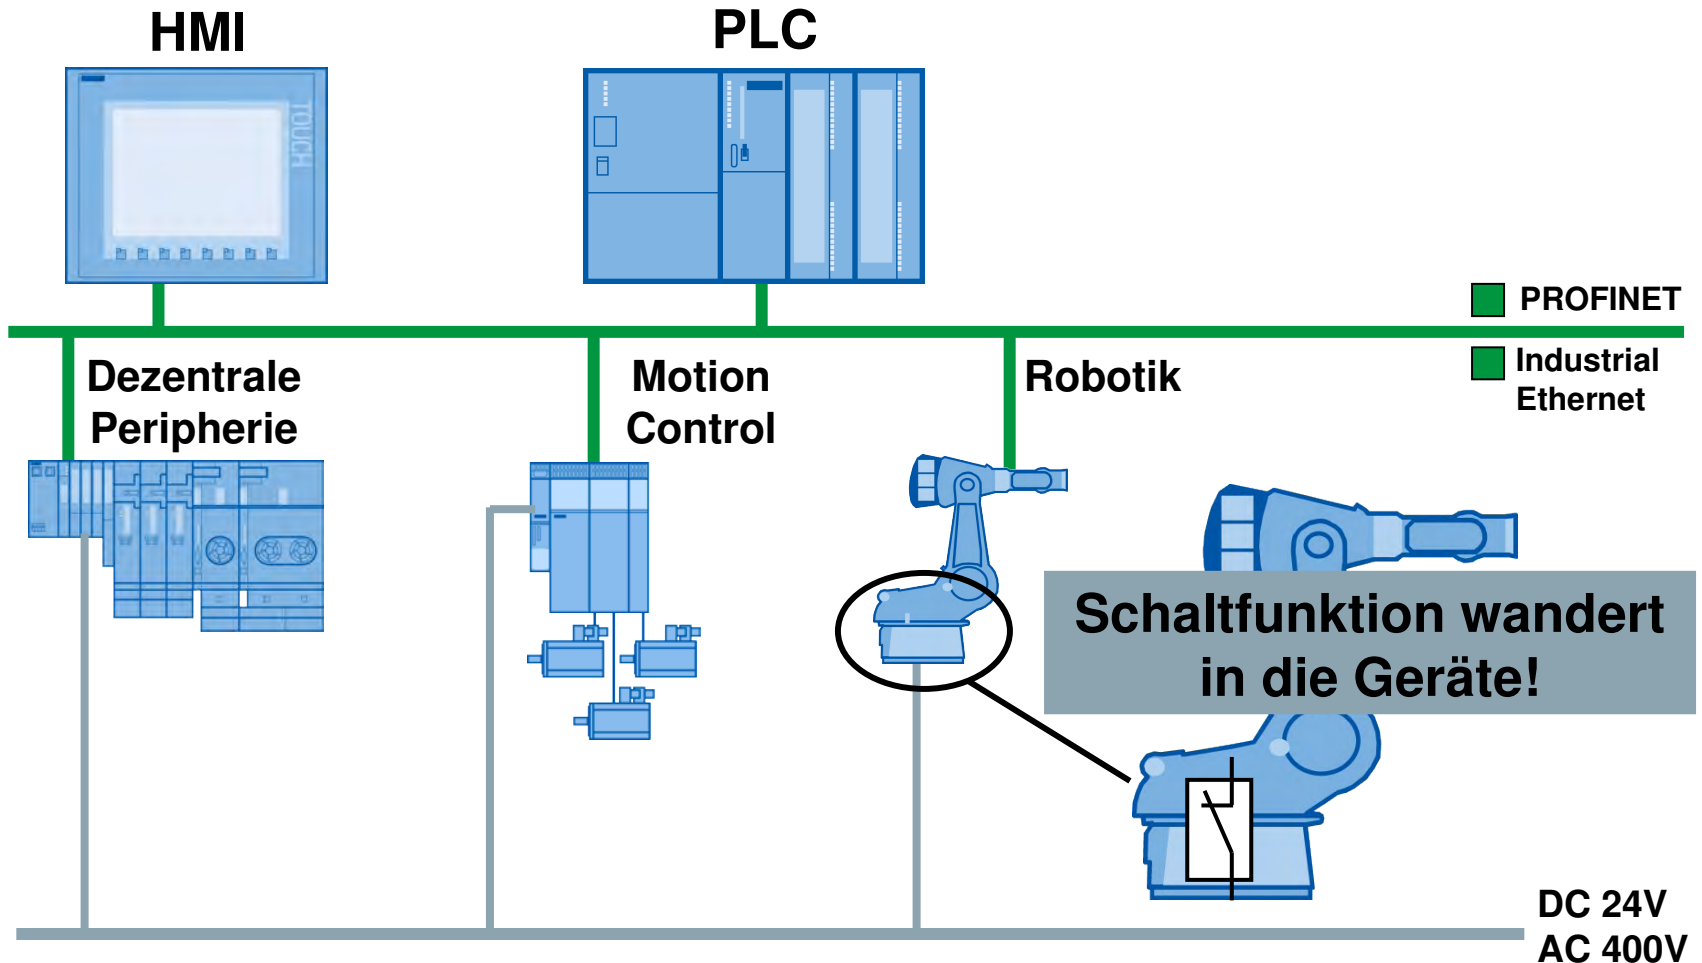 HMI
PLC
TOUCH
PROFINET
Industrial
Ethernet
Dezentrale
Peripherie
Motion
Control
Robotik
Schaltfunktion wandert
in die Geräte!
DC 24V
AC 400V